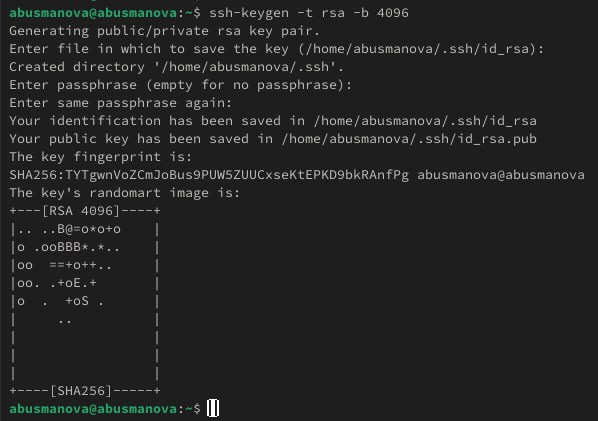 abusmanova@abusmanova:~$ ssh-keygen -t rsa -b 4096
Generating public/private rsa key pair.
Enter file in which to save the key (/home/abusmanova/.ssh/id_rsa):
Created directory '/home/abusmanova/.ssh'.
Enter passphrase (empty for no passphrase):
Enter same passphrase again:
Your identification has been saved in /home/abusmanova/.ssh/id_rsa
Your public key has been saved in /home/abusmanova/.ssh/id_rsa.pub
The key fingerprint is:
SHA256:TYTgwnVoZCmJoBus9PUW5ZUUCxseKtEPKD9bkRAnfPg abusmanova@abusmanova
The key's randomart image is:
+---[RSA 4096]----+
|.. ..B@=o*o+o    |
|o .ooBBB*.*..    |
|oo  ==+o++..     |
|oo. .+oE.+       |
|o  .  +oS .      |
|     ..          |
|                 |
|                 |
|                 |
+----[SHA256]-----+
abusmanova@abusmanova:~$